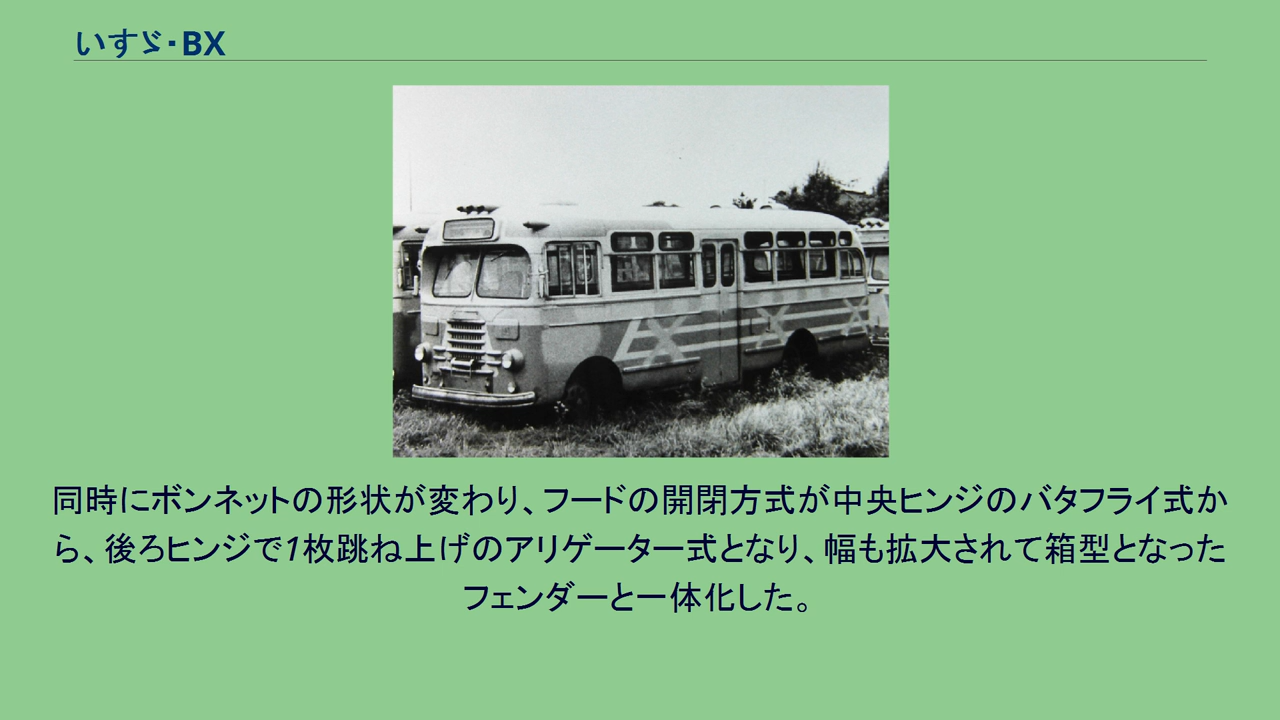 いすゞ・BX
同時にボンネットの形状が変わり、フードの開閉方式が中央ヒンジのバタフライ式か
ら、後ろヒンジで1枚跳ね上げのアリゲーター式となり、幅も拡大されて箱型となった
フェンダーと一体化した。